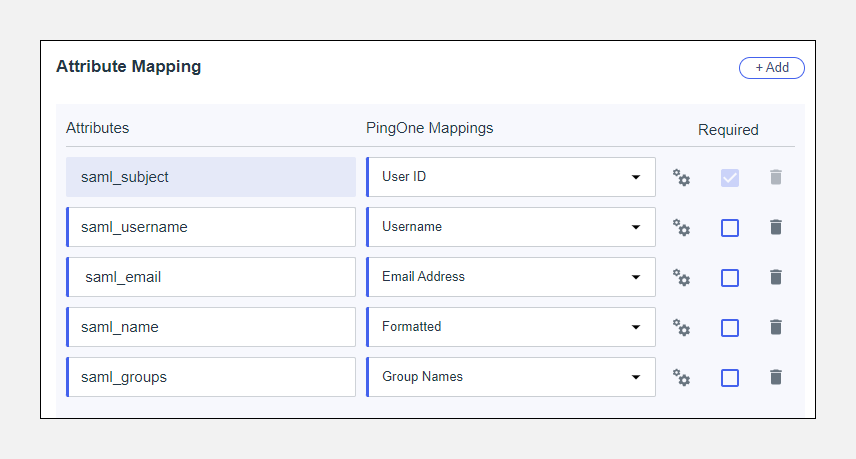 Attribute Mapping
+ Add
Attributes PingOne Mappings Required
saml_subject User ID
saml_username Username
saml_email Email Address
saml_name Formatted
saml_groups Group Names